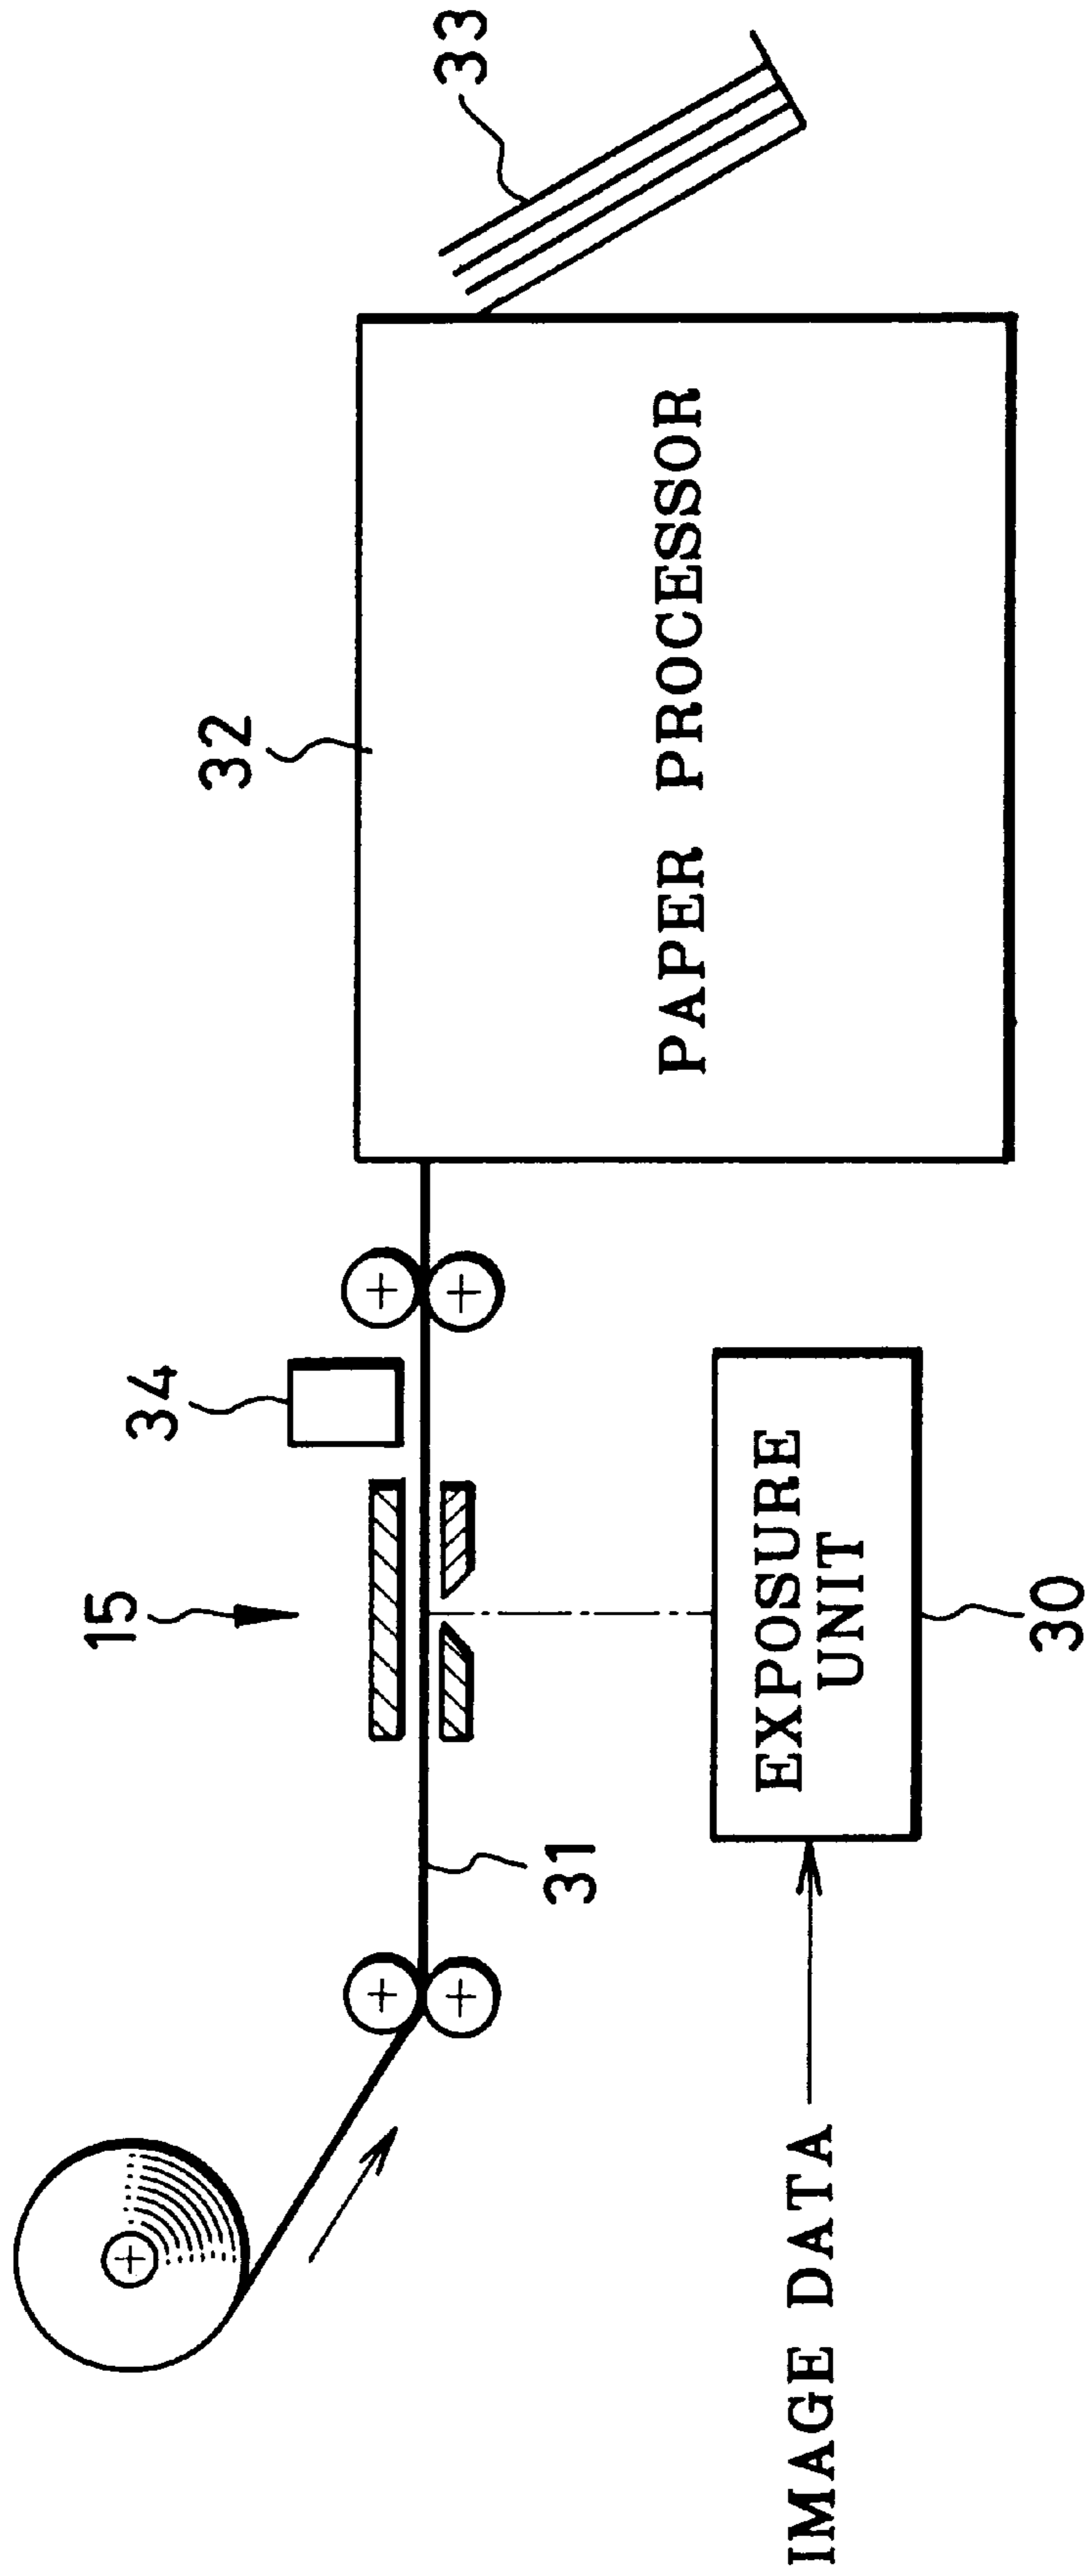 33
32
PAPER PROCESSOR
34
15
EXPOSURE
UNIT
31
30
IMAGE DATA